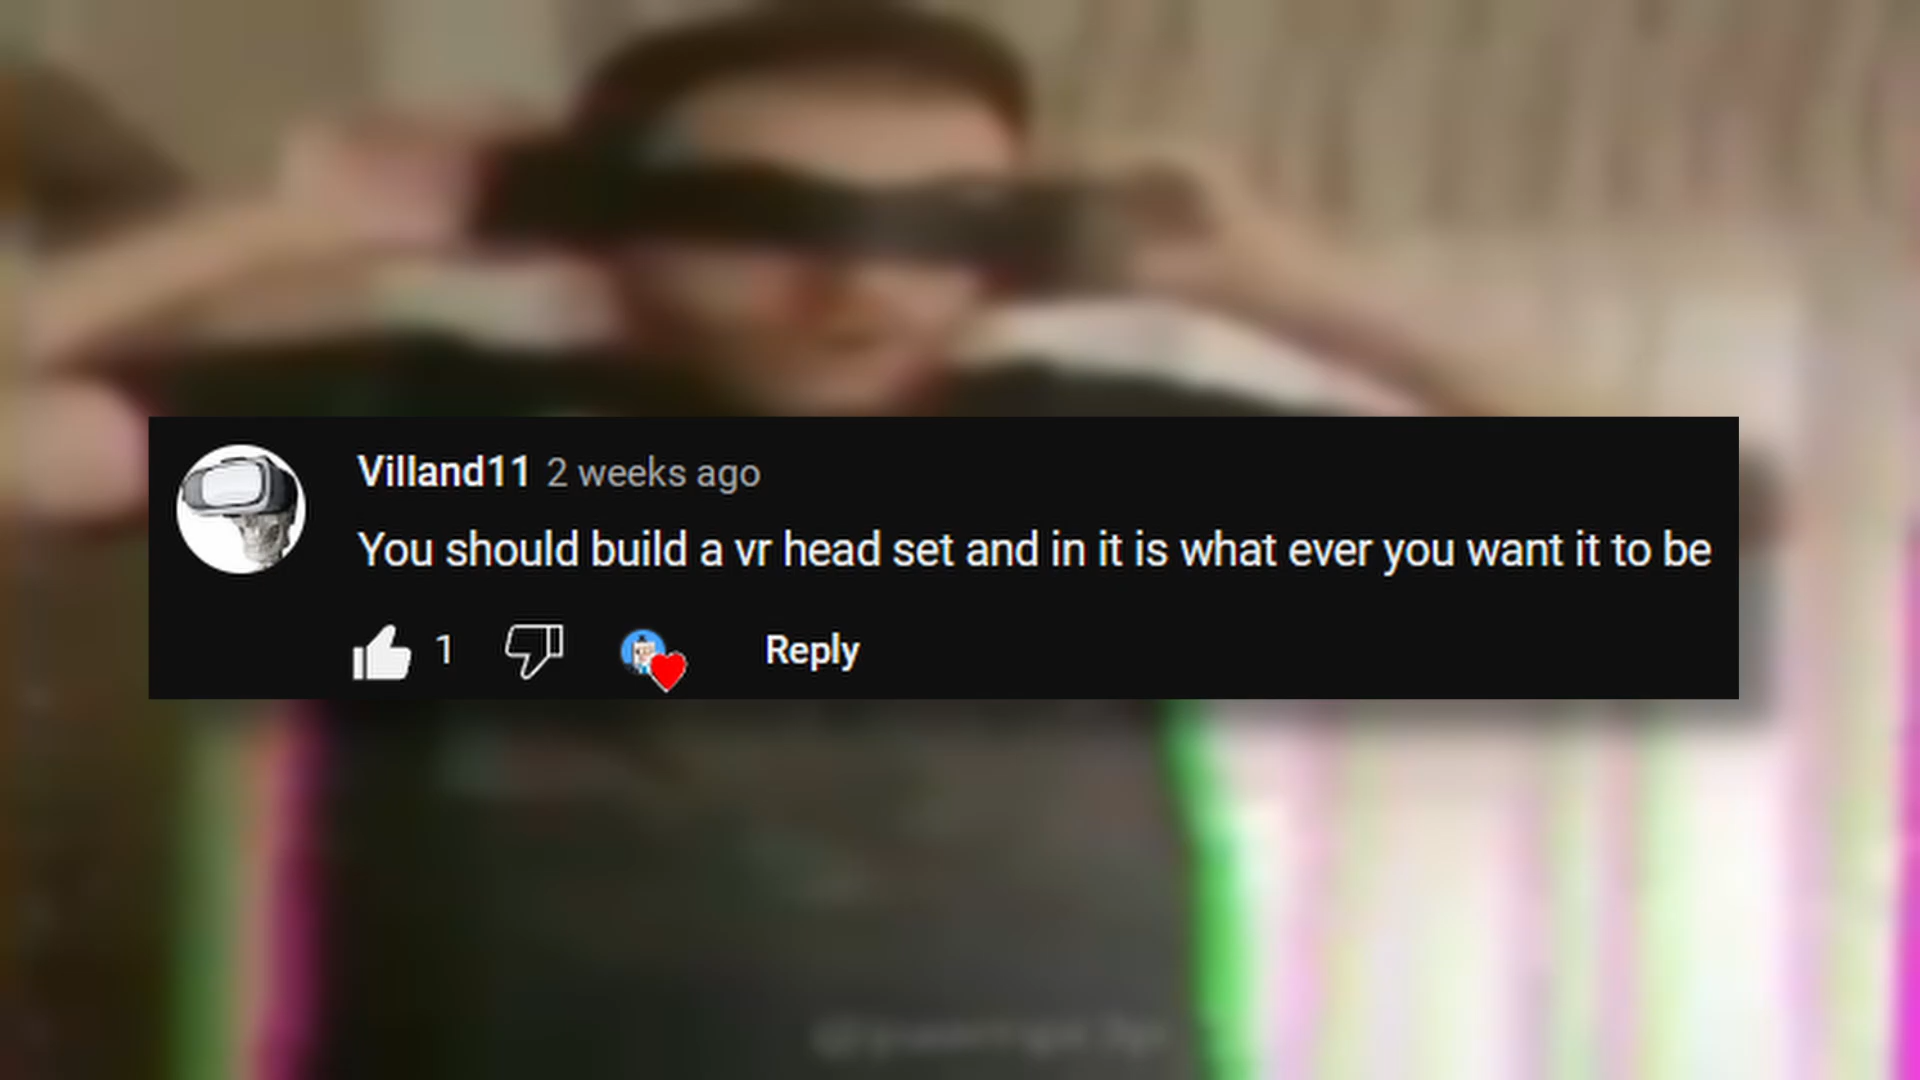 Villand11 2 weeks ago
You should build a vr head set and in it is what ever you want it to be
1 Reply